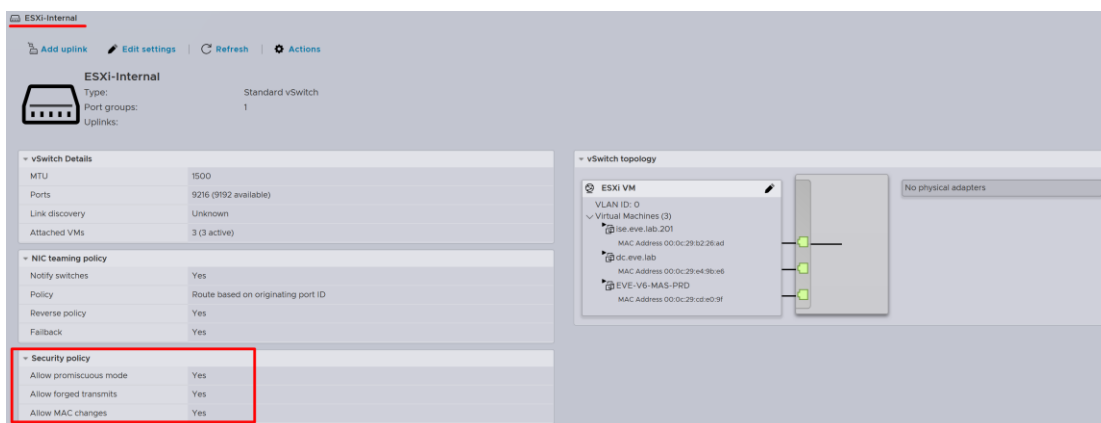 ESXi-Internal
Add uplink Edit settings Refresh Actions
ESXi-Internal
Type: Standard vSwitch
Port groups: 1
Uplinks:
vSwitch Details
MTU 1500
Ports 9216 (9192 available)
Link discovery Unknown
Attached VMs 3 (3 active)
NIC teaming policy
Notify switches Yes
Policy Route based on originating port ID
Reverse policy Yes
Failback Yes
Security policy
Allow promiscuous mode Yes
Allow forged transmits Yes
Allow MAC changes Yes
vSwitch topology
ESXi VM
VLAN ID: 0
Virtual Machines (3)
ise.eve.lab.201
MAC Address 00:0c:29:b2:26:ad
dc.eve.lab
MAC Address 00:0c:29:e4:9b:e6
EVE-V6-MAS-PRD
MAC Address 00:0c:29:cd:e0:9f
No physical adapters